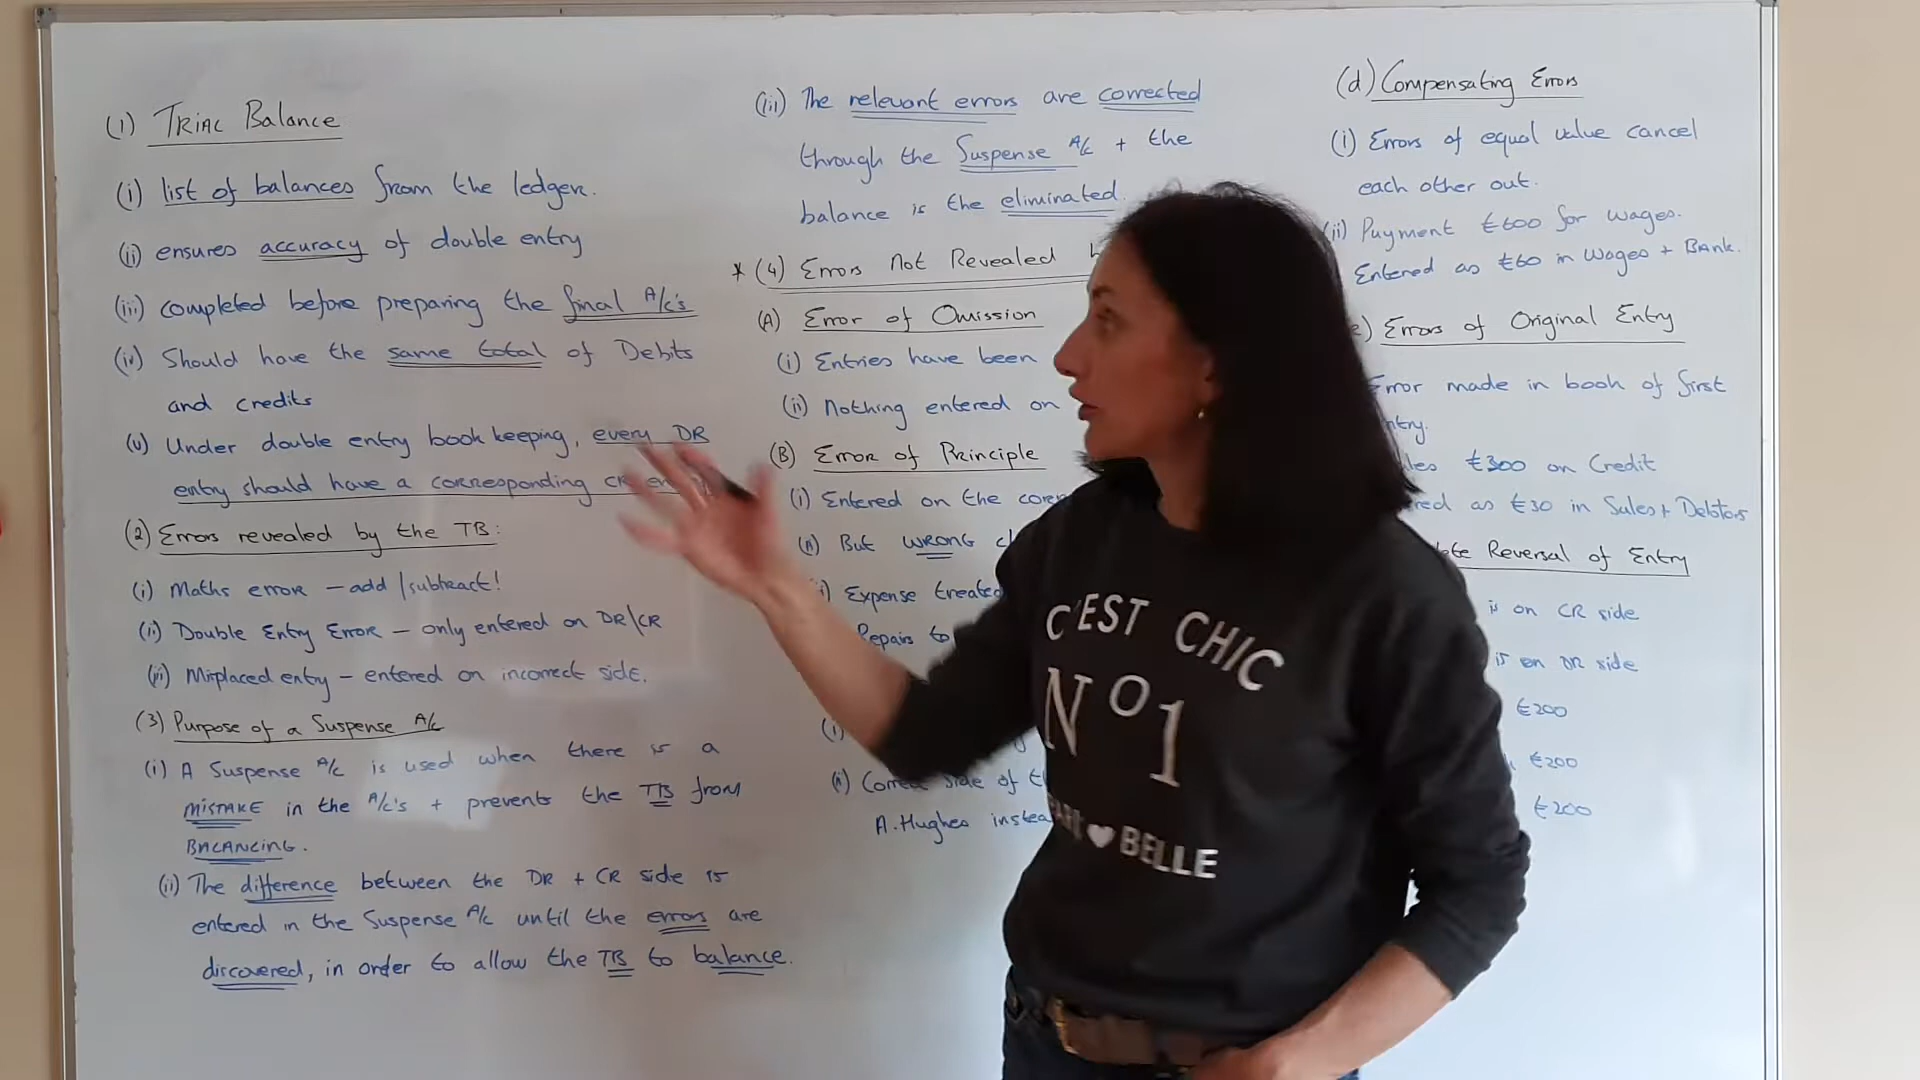 (1) TRIAL Balance
(i) list of balances from the ledger.
(ii) ensures accuracy of double entry
(iii) completed before preparing the final A/c's
(iv) Should have the same total of Debits
and credits
(v) Under double entry bookkeeping, every DR
entry should have a corresponding CR
(2) Errors revealed by the TB:
(i) Maths error – add/subtract!
(ii) Double Entry Error – only entered on DR/CR
(iii) Misplaced entry – entered on incorrect side.
(3) Purpose of a Suspense A/c
(i) A Suspense A/c is used when there is a
MISTAKE in the A/c's + prevents the TB from
BALANCING.
(ii) The difference between the DR + CR side is
entered in the Suspense A/c until the errors are
discovered, in order to allow the TB to balance.
(iii) The relevant errors are corrected
through the Suspense A/c + the
balance is the eliminated.
* (4) Errors Not Revealed
(A) Error of Omission
(i) Entries have been
(ii) Nothing entered on
(B) Error of Principle
(i) Entered on the
(ii) But WRONG
Expense treated
Repairs to
(ii) Correct side of
A. Hughes
(d) Compensating Errors
(i) Errors of equal value cancel
each other out.
(ii) Payment €600 for wages.
Entered as €60 in Wages + Bank.
(e) Errors of Original Entry
Error made in book of first
€300 on Credit
as €30 in Sales + Debtors
Reversal of Entry
is on CR side
is on DR side
€200
€200
€200
C'EST CHIC
Nº1
BELLE